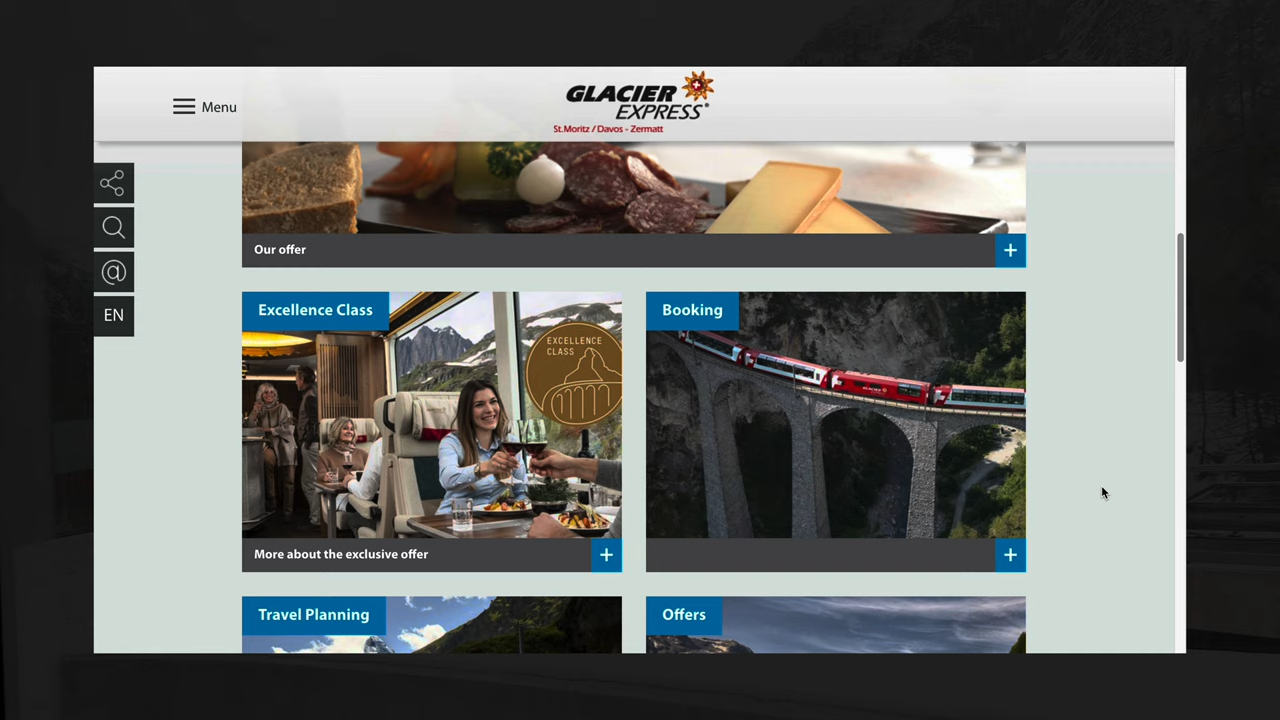 Menu
GLACIER
EXPRESS®
St.Moritz / Davos - Zermatt
EN
Our offer
+
Excellence Class
EXCELLENCE
CLASS
More about the exclusive offer
+
Booking
GLACIER
+
Travel Planning
Offers